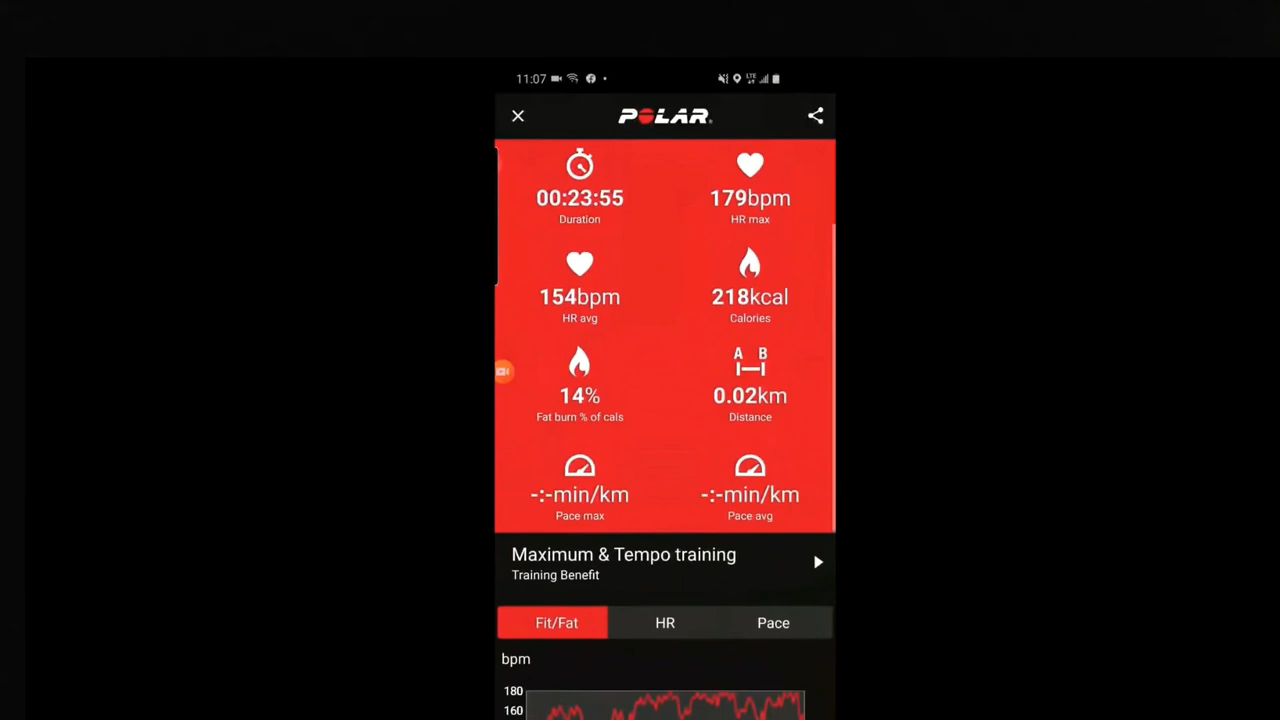 11:07
LTE
POLAR
00:23:55
Duration
179bpm
HR max
154bpm
HR avg
218kcal
Calories
14%
Fat burn % of cals
A B
0.02km
Distance
-:-min/km
Pace max
-:-min/km
Pace avg
Maximum & Tempo training
Training Benefit
Fit/Fat
HR
Pace
bpm
180
160